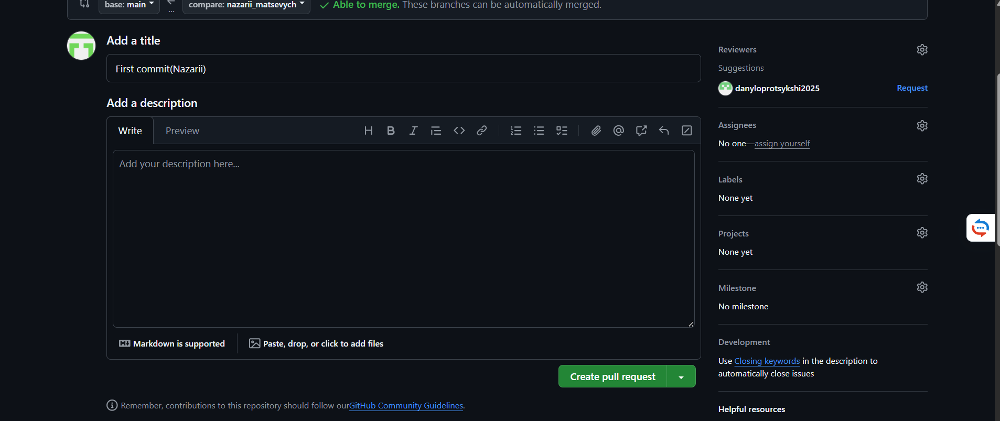 base: main
...
compare: nazarii_matsevych
Able to merge. These branches can be automatically merged.
Add a title
First commit(Nazarii)
Add a description
Write
Preview
Add your description here...
Markdown is supported
Paste, drop, or click to add files
Create pull request
Remember, contributions to this repository should follow our GitHub Community Guidelines.
Reviewers
Suggestions
danyloprotsykshi2025
Request
Assignees
No one—assign yourself
Labels
None yet
Projects
None yet
Milestone
No milestone
Development
Use Closing keywords in the description to
automatically close issues
Helpful resources